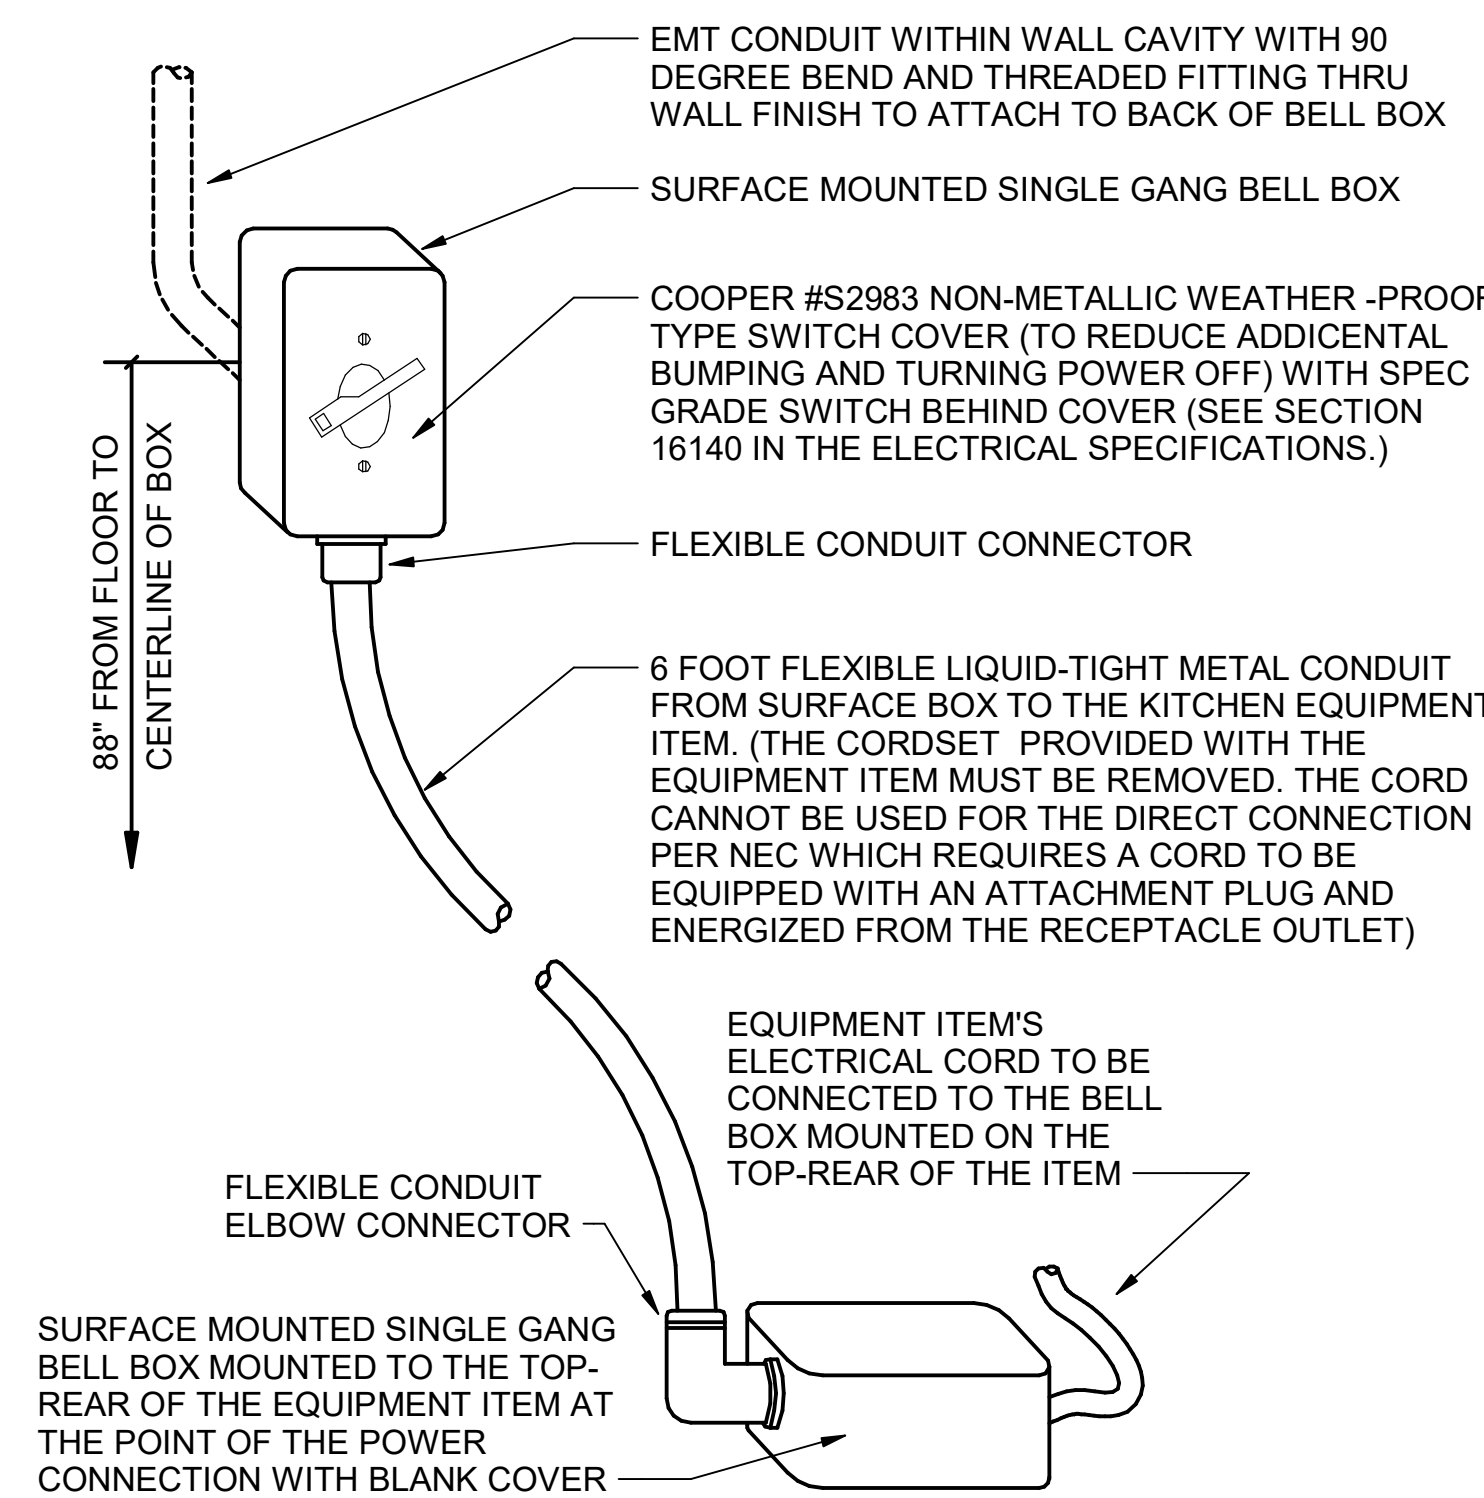 EMT CONDUIT WITHIN WALL CAVITY WITH 90
DEGREE BEND AND THREADED FITTING THRU
WALL FINISH TO ATTACH TO BACK OF BELL BOX
SURFACE MOUNTED SINGLE GANG BELL BOX
COOPER #S2983 NON-METALLIC WEATHER -PROOF
TYPE SWITCH COVER (TO REDUCE ADDICENTAL
BUMPING AND TURNING POWER OFF) WITH SPEC
GRADE SWITCH BEHIND COVER (SEE SECTION
16140 IN THE ELECTRICAL SPECIFICATIONS.)
88" FROM FLOOR TO
CENTERLINE OF BOX
FLEXIBLE CONDUIT CONNECTOR
6 FOOT FLEXIBLE LIQUID-TIGHT METAL CONDUIT
FROM SURFACE BOX TO THE KITCHEN EQUIPMENT
ITEM. (THE CORDSET PROVIDED WITH THE
EQUIPMENT ITEM MUST BE REMOVED. THE CORD
CANNOT BE USED FOR THE DIRECT CONNECTION
PER NEC WHICH REQUIRES A CORD TO BE
EQUIPPED WITH AN ATTACHMENT PLUG AND
ENERGIZED FROM THE RECEPTACLE OUTLET)
EQUIPMENT ITEM'S
ELECTRICAL CORD TO BE
CONNECTED TO THE BELL
BOX MOUNTED ON THE
TOP-REAR OF THE ITEM
FLEXIBLE CONDUIT
ELBOW CONNECTOR
SURFACE MOUNTED SINGLE GANG
BELL BOX MOUNTED TO THE TOP-
REAR OF THE EQUIPMENT ITEM AT
THE POINT OF THE POWER
CONNECTION WITH BLANK COVER